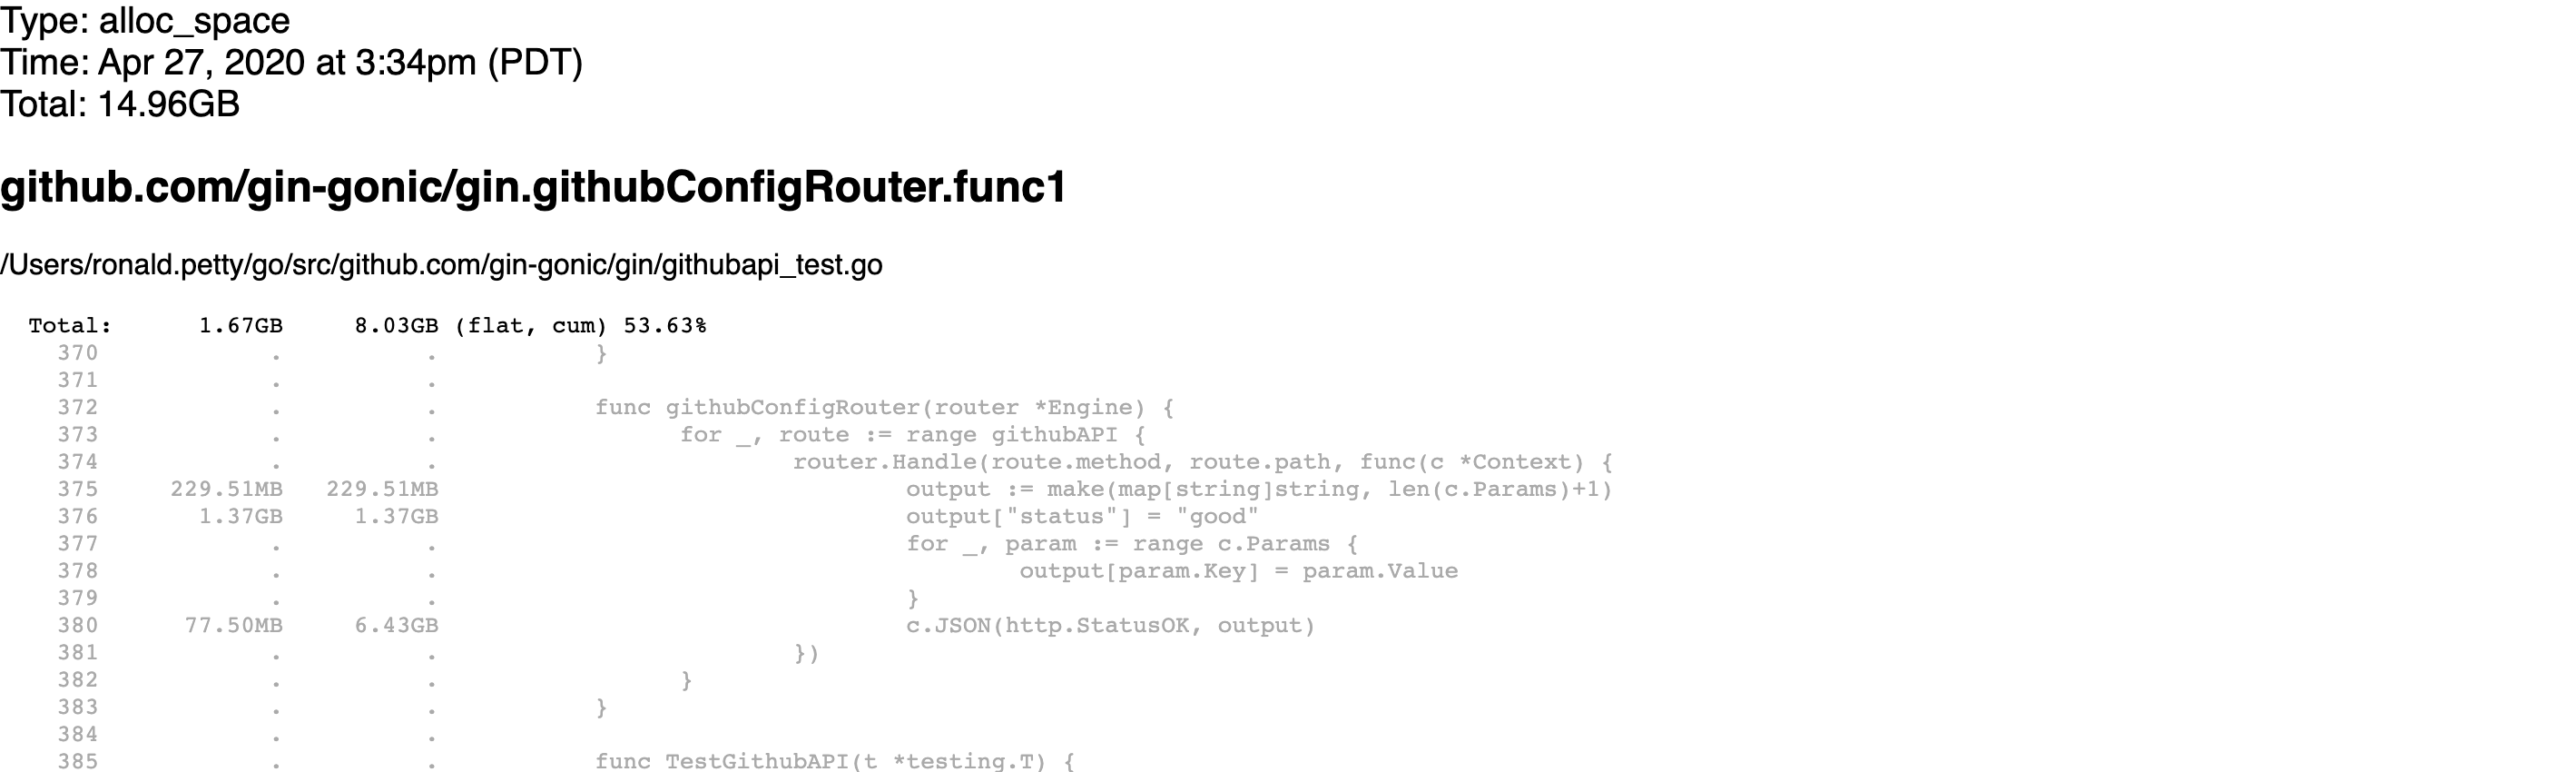 Type: alloc_space
Time: Apr 27, 2020 at 3:34pm (PDT)
Total: 14.96GB
github.com/gin-gonic/gin.githubConfigRouter.func1
/Users/ronald.petty/go/src/github.com/gin-gonic/gin/githubapi_test.go
Total: 1.67GB 8.03GB (flat, cum) 53.63%
370 . . }
371 . .
372 . . func githubConfigRouter(router *Engine) {
373 . . for _, route := range githubAPI {
374 . . router.Handle(route.method, route.path, func(c *Context) {
375 229.51MB 229.51MB output := make(map[string]string, len(c.Params)+1)
376 1.37GB 1.37GB output["status"] = "good"
377 . . for _, param := range c.Params {
378 . . output[param.Key] = param.Value
379 . . }
380 77.50MB 6.43GB c.JSON(http.StatusOK, output)
381 . . })
382 . . }
383 . . }
384 . .
385 . . func TestGithubAPI(t *testing.T) {